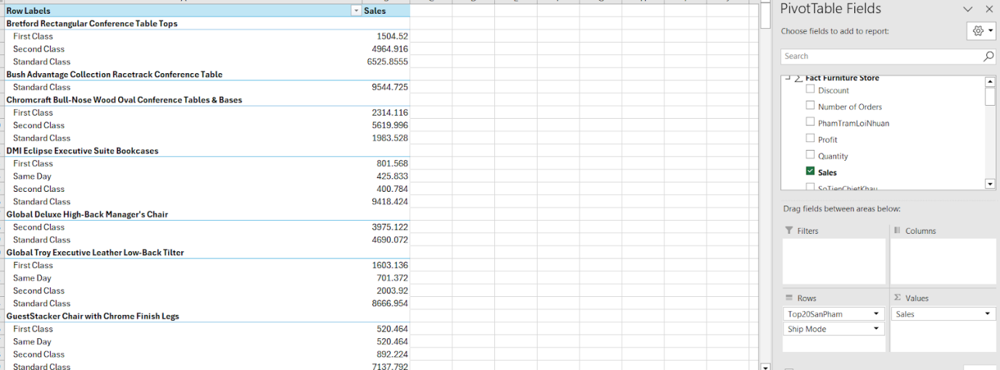 Row Labels Sales
Bretford Rectangular Conference Table Tops
First Class 1504.52
Second Class 4964.916
Standard Class 6525.8555
Bush Advantage Collection Racetrack Conference Table
Standard Class 9544.725
Chromcraft Bull-Nose Wood Oval Conference Tables & Bases
First Class 2314.116
Second Class 5619.996
Standard Class 1983.528
DMI Eclipse Executive Suite Bookcases
First Class 801.568
Same Day 425.833
Second Class 400.784
Standard Class 9418.424
Global Deluxe High-Back Manager's Chair
Second Class 3975.122
Standard Class 4690.072
Global Troy Executive Leather Low-Back Tilter
First Class 1603.136
Same Day 701.372
Second Class 2003.92
Standard Class 8666.954
GuestStacker Chair with Chrome Finish Legs
First Class 520.464
Same Day 520.464
Second Class 892.224
Standard Class 7137.792
PivotTable Fields
Choose fields to add to report:
Search
Σ Fact Furniture Store
Discount
Number of Orders
PhamTramLoiNhuan
Profit
Quantity
Sales
SoTienChietKhau
Drag fields between areas below:
Filters
Columns
Rows
Σ Values
Top20SanPham
Sales
Ship Mode